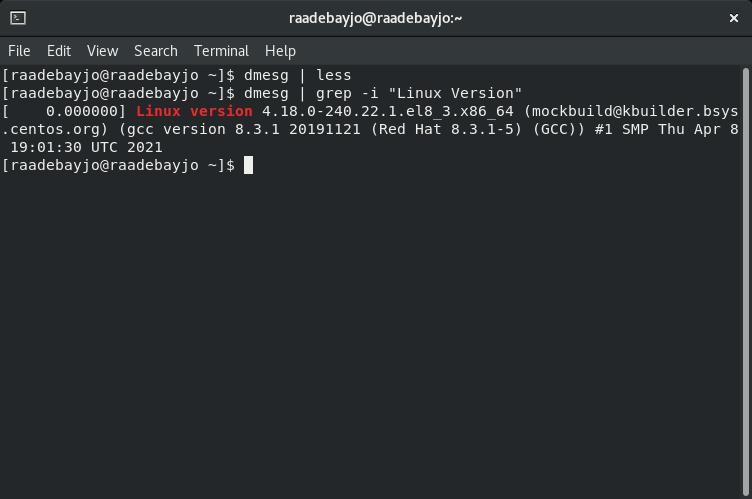 raadebayjo@raadebayjo:~
File Edit View Search Terminal Help
[raadebayjo@raadebayjo ~]$ dmesg | less
[raadebayjo@raadebayjo ~]$ dmesg | grep -i "Linux Version"
[    0.000000] Linux version 4.18.0-240.22.1.el8_3.x86_64 (mockbuild@kbuilder.bsys
.centos.org) (gcc version 8.3.1 20191121 (Red Hat 8.3.1-5) (GCC)) #1 SMP Thu Apr 8
 19:01:30 UTC 2021
[raadebayjo@raadebayjo ~]$